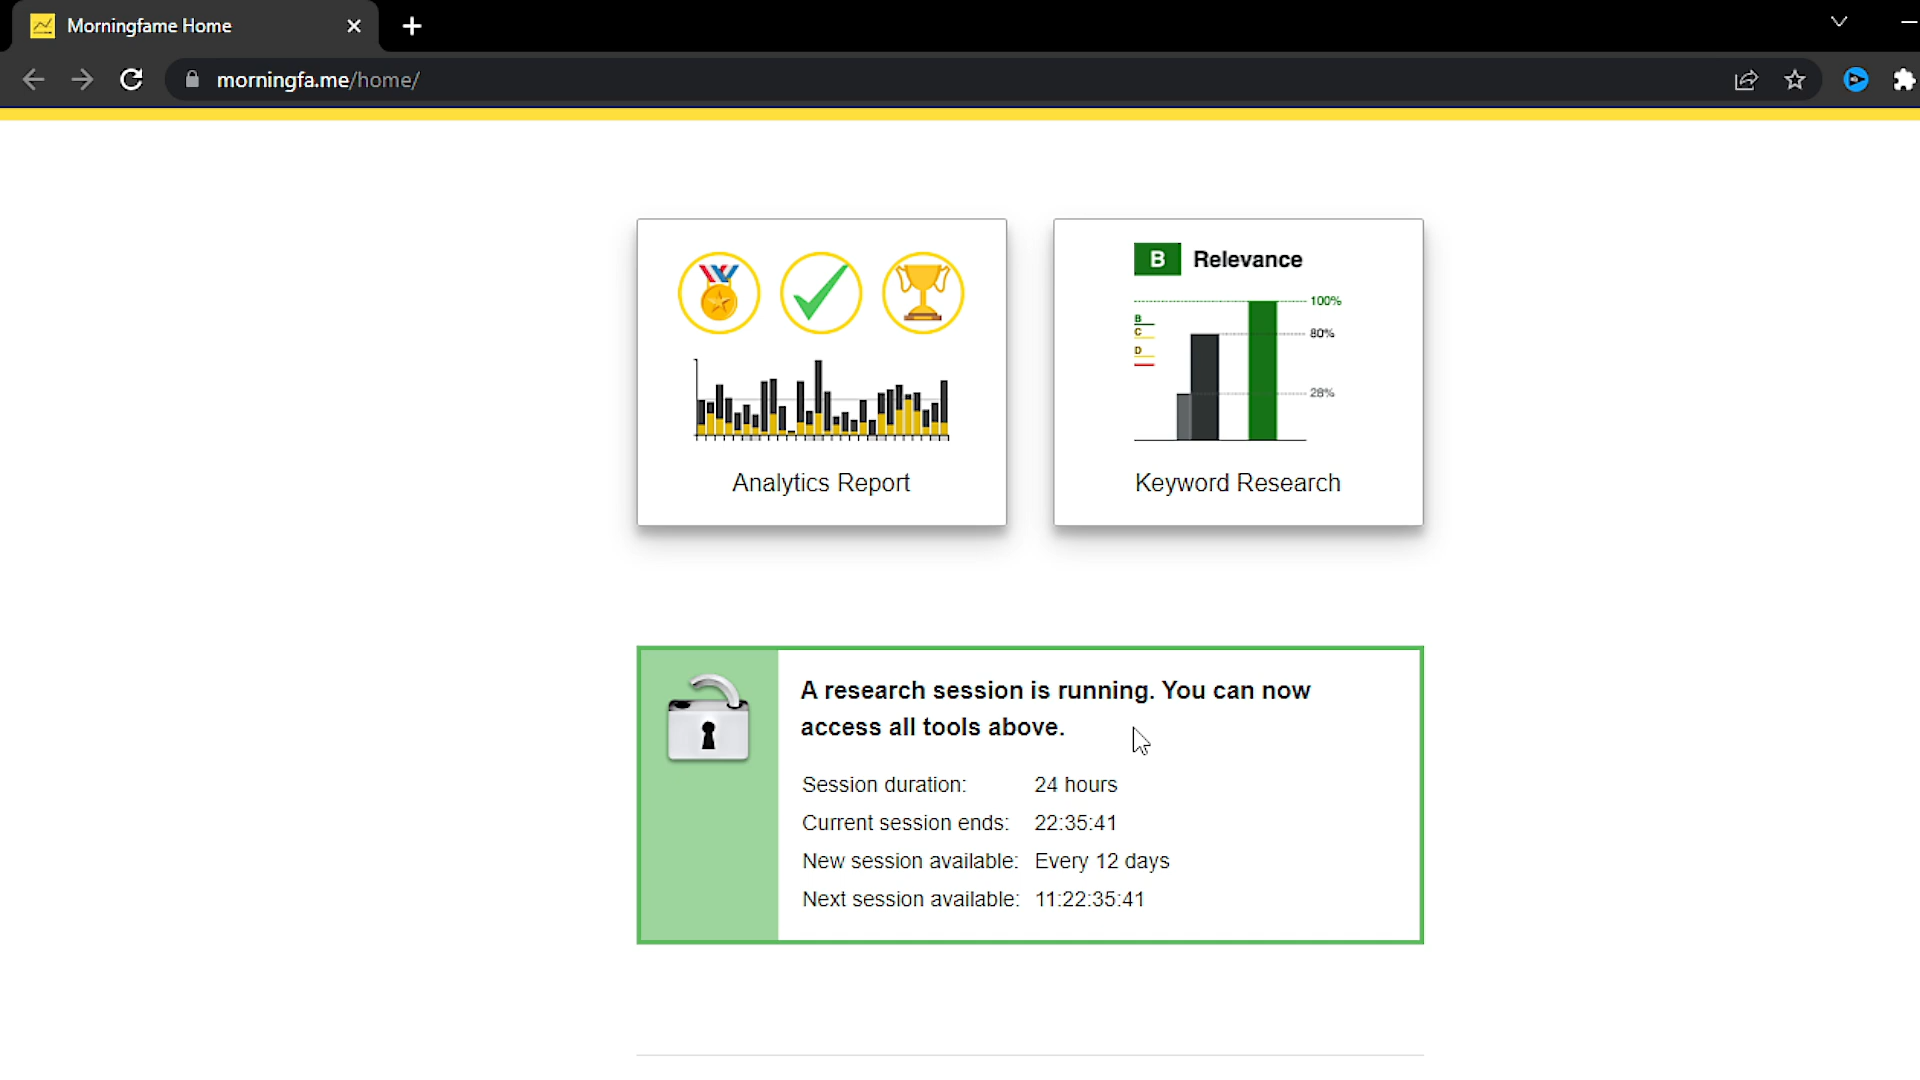 Morningfame Home
morningfa.me/home/
B Relevance
100%
B
C
80%
D
28%
Analytics Report
Keyword Research
A research session is running. You can now
access all tools above.
Session duration: 24 hours
Current session ends: 22:35:41
New session available: Every 12 days
Next session available: 11:22:35:41